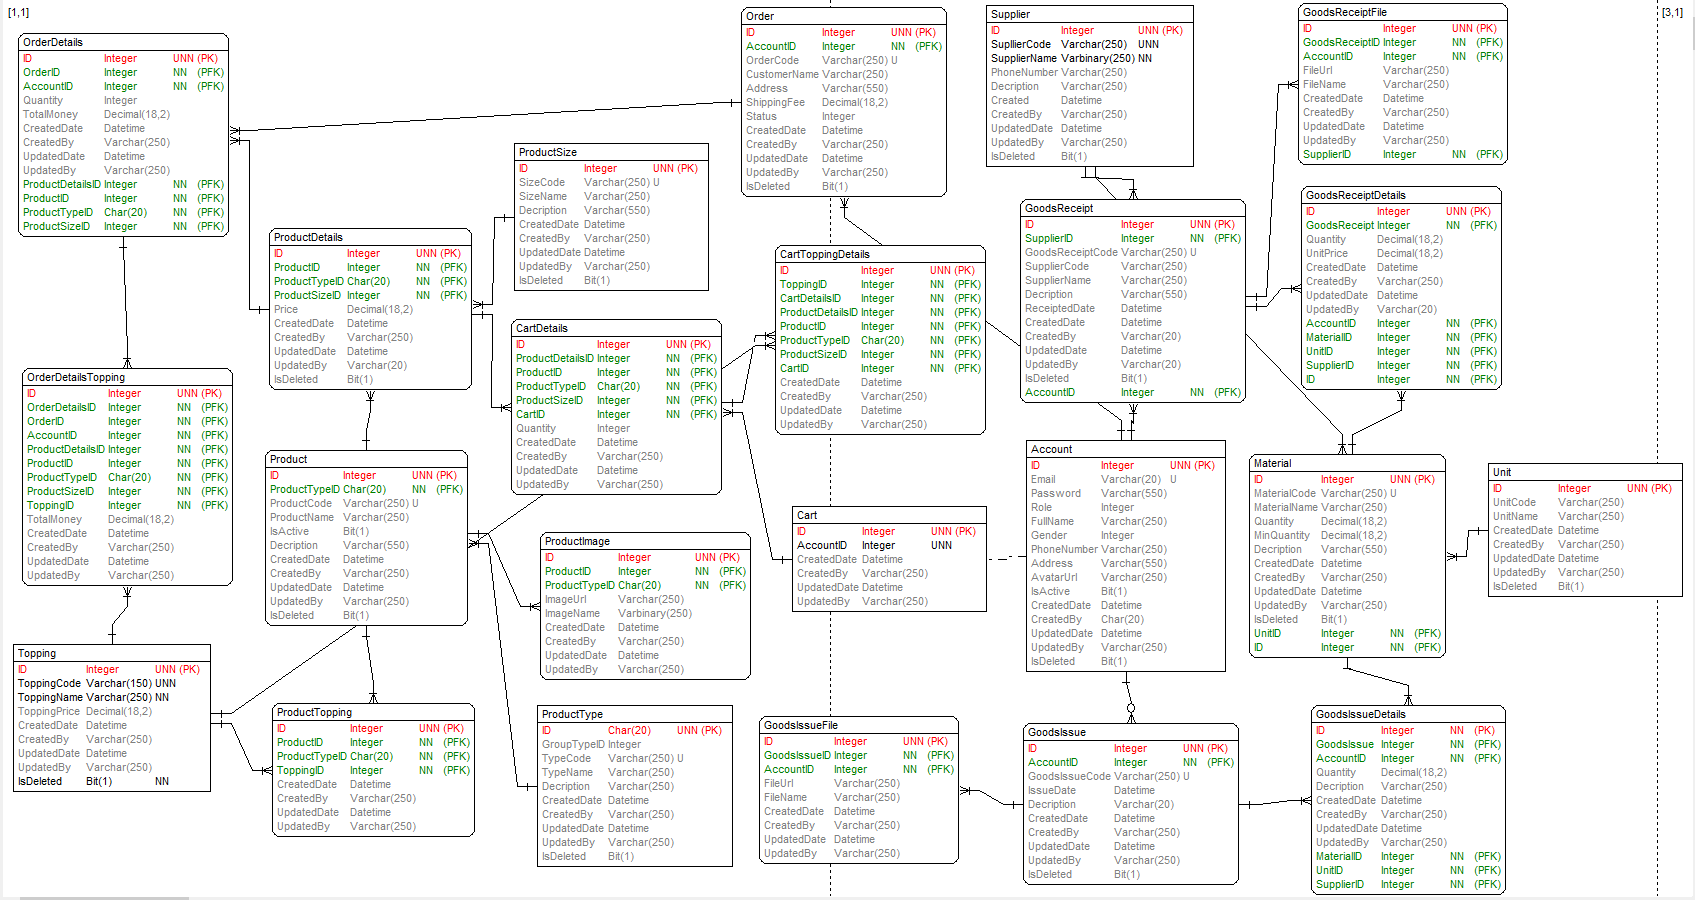 [1,1]
[3,1]
OrderDetails
ID Integer UNN (PK)
OrderID Integer NN (PFK)
AccountID Integer NN (PFK)
Quantity Integer
TotalMoney Decimal(18,2)
CreatedDate Datetime
CreatedBy Varchar(250)
UpdatedDate Datetime
UpdatedBy Varchar(250)
ProductDetailsID Integer NN (PFK)
ProductID Integer NN (PFK)
ProductTypeID Char(20) NN (PFK)
ProductSizeID Integer NN (PFK)
Order
ID Integer UNN (PK)
AccountID Integer NN (PFK)
OrderCode Varchar(250) U
CustomerName Varchar(250)
Address Varchar(550)
ShippingFee Decimal(18,2)
Status Integer
CreatedDate Datetime
CreatedBy Varchar(250)
UpdatedDate Datetime
UpdatedBy Varchar(250)
IsDeleted Bit(1)
Supplier
ID Integer UNN (PK)
SupllierCode Varchar(250) UNN
SupplierName Varbinary(250) NN
PhoneNumber Varchar(250)
Decription Varchar(250)
Created Datetime
CreatedBy Varchar(250)
UpdatedDate Datetime
UpdatedBy Varchar(250)
IsDeleted Bit(1)
GoodsReceiptFile
ID Integer UNN (PK)
GoodsReceiptID Integer NN (PFK)
AccountID Integer NN (PFK)
FileUrl Varchar(250)
FileName Varchar(250)
CreatedDate Datetime
CreatedBy Varchar(250)
UpdatedDate Datetime
UpdatedBy Varchar(250)
SupplierID Integer NN (PFK)
ProductSize
ID Integer UNN (PK)
SizeCode Varchar(250) U
SizeName Varchar(250)
Decription Varchar(550)
CreatedDate Datetime
CreatedBy Varchar(250)
UpdatedDate Datetime
UpdatedBy Varchar(250)
IsDeleted Bit(1)
GoodsReceipt
ID Integer UNN (PK)
SupplierID Integer NN (PFK)
GoodsReceiptCode Varchar(250) U
SupplierCode Varchar(250)
SupplierName Varchar(250)
Decription Varchar(550)
ReceiptedDate Datetime
CreatedDate Datetime
CreatedBy Varchar(20)
UpdatedDate Datetime
UpdatedBy Varchar(20)
IsDeleted Bit(1)
AccountID Integer NN (PFK)
GoodsReceiptDetails
ID Integer UNN (PK)
GoodsReceipt Integer NN (PFK)
Quantity Decimal(18,2)
UnitPrice Decimal(18,2)
CreatedDate Datetime
CreatedBy Varchar(250)
UpdatedDate Datetime
UpdatedBy Varchar(20)
AccountID Integer NN (PFK)
MaterialID Integer NN (PFK)
UnitID Integer NN (PFK)
SupplierID Integer NN (PFK)
ID Integer NN (PFK)
ProductDetails
ID Integer UNN (PK)
ProductID Integer NN (PFK)
ProductTypeID Char(20) NN (PFK)
ProductSizeID Integer NN (PFK)
Price Decimal(18,2)
CreatedDate Datetime
CreatedBy Varchar(250)
UpdatedDate Datetime
UpdatedBy Varchar(20)
IsDeleted Bit(1)
CartToppingDetails
ID Integer UNN (PK)
ToppingID Integer NN (PFK)
CartDetailsID Integer NN (PFK)
ProductDetailsID Integer NN (PFK)
ProductID Integer NN (PFK)
ProductTypeID Char(20) NN (PFK)
ProductSizeID Integer NN (PFK)
CartID Integer NN (PFK)
CreatedDate Datetime
CreatedBy Varchar(250)
UpdatedDate Datetime
UpdatedBy Varchar(250)
CartDetails
ID Integer UNN (PK)
ProductDetailsID Integer NN (PFK)
ProductID Integer NN (PFK)
ProductTypeID Char(20) NN (PFK)
ProductSizeID Integer NN (PFK)
CartID Integer NN (PFK)
Quantity Integer
CreatedDate Datetime
CreatedBy Varchar(250)
UpdatedDate Datetime
UpdatedBy Varchar(250)
OrderDetailsTopping
ID Integer UNN (PK)
OrderDetailsID Integer NN (PFK)
OrderID Integer NN (PFK)
AccountID Integer NN (PFK)
ProductDetailsID Integer NN (PFK)
ProductID Integer NN (PFK)
ProductTypeID Char(20) NN (PFK)
ProductSizeID Integer NN (PFK)
ToppingID Integer NN (PFK)
TotalMoney Decimal(18,2)
CreatedDate Datetime
CreatedBy Varchar(250)
UpdatedDate Datetime
UpdatedBy Varchar(250)
Product
ID Integer UNN (PK)
ProductTypeID Char(20) NN (PFK)
ProductCode Varchar(250) U
ProductName Varchar(250)
IsActive Bit(1)
Decription Varchar(550)
CreatedDate Datetime
CreatedBy Varchar(250)
UpdatedDate Datetime
UpdatedBy Varchar(250)
IsDeleted Bit(1)
Account
ID Integer UNN (PK)
Email Varchar(20) U
Password Varchar(550)
Role Integer
FullName Varchar(250)
Gender Integer
PhoneNumber Varchar(250)
Address Varchar(550)
AvatarUrl Varchar(250)
IsActive Bit(1)
CreatedDate Datetime
CreatedBy Char(20)
UpdatedDate Datetime
UpdatedBy Varchar(250)
IsDeleted Bit(1)
Material
ID Integer UNN (PK)
MaterialCode Varchar(250) U
MaterialName Varchar(250)
Quantity Decimal(18,2)
MinQuantity Decimal(18,2)
Decription Varchar(550)
CreatedDate Datetime
CreatedBy Varchar(250)
UpdatedDate Datetime
UpdatedBy Varchar(250)
IsDeleted Bit(1)
UnitID Integer NN (PFK)
ID Integer NN (PFK)
Unit
ID Integer UNN (PK)
UnitCode Varchar(250)
UnitName Varchar(250)
CreatedDate Datetime
CreatedBy Varchar(250)
UpdatedDate Datetime
UpdatedBy Varchar(250)
IsDeleted Bit(1)
Cart
ID Integer UNN (PK)
AccountID Integer UNN
CreatedDate Datetime
CreatedBy Varchar(250)
UpdatedDate Datetime
UpdatedBy Varchar(250)
ProductImage
ID Integer UNN (PK)
ProductID Integer NN (PFK)
ProductTypeID Char(20) NN (PFK)
ImageUrl Varchar(250)
ImageName Varbinary(250)
CreatedDate Datetime
CreatedBy Varchar(250)
UpdatedDate Datetime
UpdatedBy Varchar(250)
Topping
ID Integer UNN (PK)
ToppingCode Varchar(150) UNN
ToppingName Varchar(250) NN
ToppingPrice Decimal(18,2)
CreatedDate Datetime
CreatedBy Varchar(250)
UpdatedDate Datetime
UpdatedBy Varchar(250)
IsDeleted Bit(1) NN
ProductTopping
ID Integer UNN (PK)
ProductID Integer NN (PFK)
ProductTypeID Char(20) NN (PFK)
ToppingID Integer NN (PFK)
CreatedDate Datetime
CreatedBy Varchar(250)
UpdatedDate Datetime
UpdatedBy Varchar(250)
ProductType
ID Char(20) UNN (PK)
GroupTypeID Integer
TypeCode Varchar(250) U
TypeName Varchar(250)
Decription Varchar(250)
CreatedDate Datetime
CreatedBy Varchar(250)
UpdatedDate Datetime
UpdatedBy Varchar(250)
IsDeleted Bit(1)
GoodsIssueFile
ID Integer UNN (PK)
GoodsIssueID Integer NN (PFK)
AccountID Integer NN (PFK)
FileUrl Varchar(250)
FileName Varchar(250)
CreatedDate Datetime
CreatedBy Varchar(250)
UpdatedDate Datetime
UpdatedBy Varchar(250)
GoodsIssue
ID Integer UNN (PK)
AccountID Integer NN (PFK)
GoodsIssueCode Varchar(250) U
IssueDate Datetime
Decription Varchar(20)
CreatedDate Datetime
CreatedBy Varchar(250)
UpdatedDate Datetime
UpdatedBy Varchar(250)
IsDeleted Bit(1)
GoodsIssueDetails
ID Integer NN (PK)
GoodsIssue Integer NN (PFK)
AccountID Integer NN (PFK)
Quantity Decimal(18,2)
Decription Varchar(250)
CreatedDate Datetime
CreatedBy Varchar(250)
UpdatedDate Datetime
UpdatedBy Varchar(250)
MaterialID Integer NN (PFK)
UnitID Integer NN (PFK)
SupplierID Integer NN (PFK)